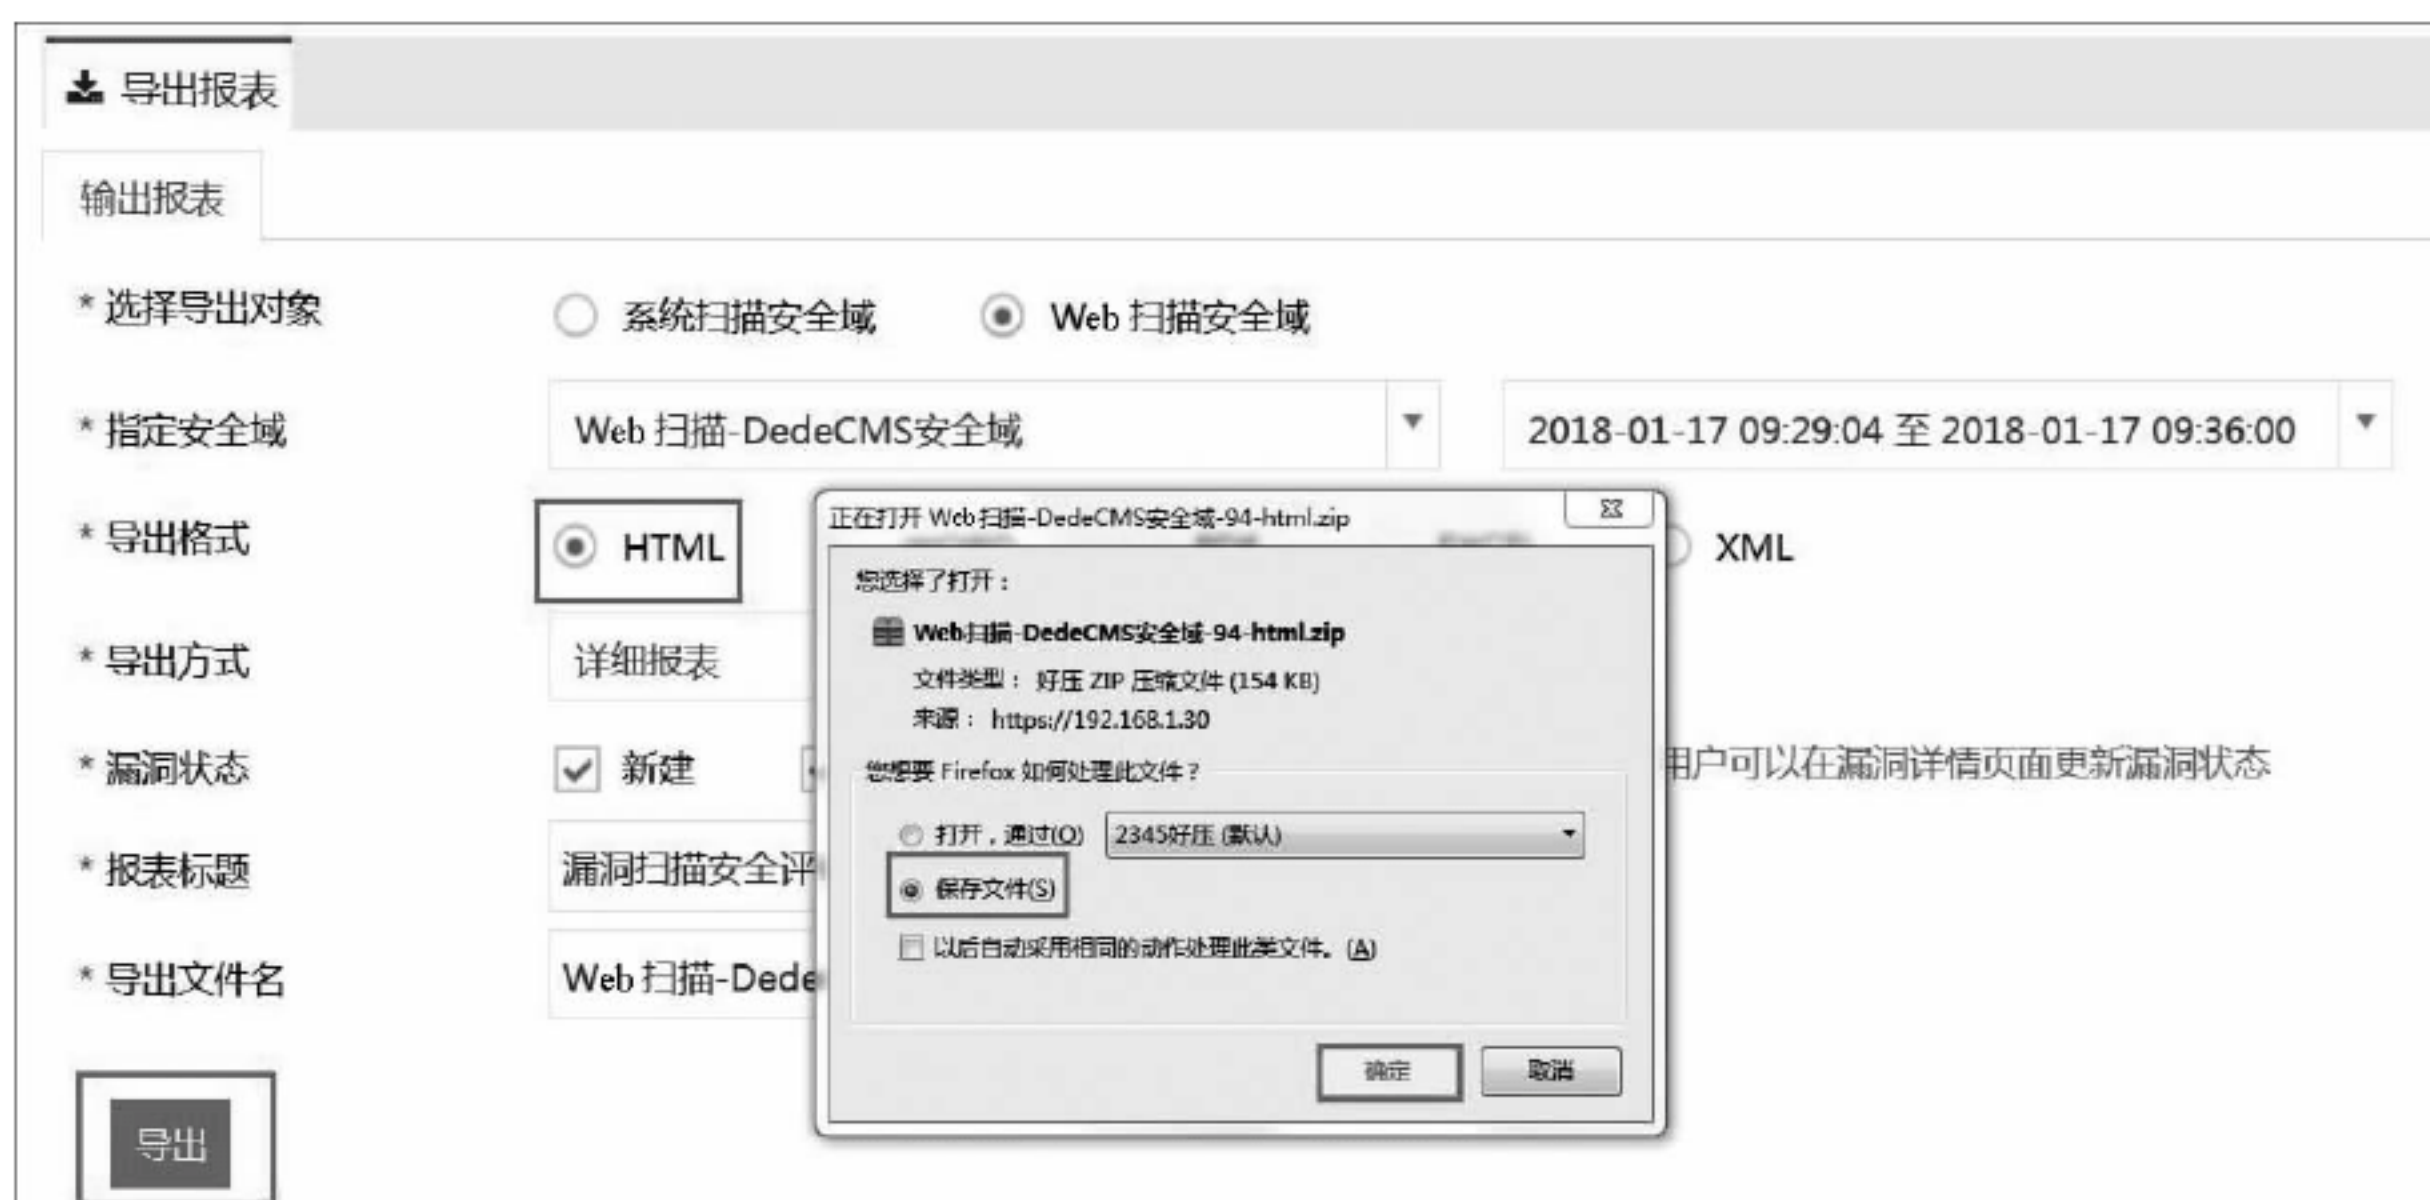 导出报表
输出报表
* 选择导出对象 系统扫描安全域 Web 扫描安全域
* 指定安全域 Web 扫描-DedeCMS安全域 2018-01-17 09:29:04 至 2018-01-17 09:36:00
* 导出格式 HTML XML
* 导出方式 详细报表
* 漏洞状态 新建 用户可以在漏洞详情页面更新漏洞状态
* 报表标题 漏洞扫描安全评
* 导出文件名 Web 扫描-Dede
导出
正在打开 Web 扫描-DedeCMS安全域-94-html.zip
您选择了打开：
Web扫描-DedeCMS安全域-94-html.zip
文件类型： 好压 ZIP 压缩文件 (154 KB)
来源： https://192.168.1.30
您想要 Firefox 如何处理此文件？
打开，通过(O) 2345好压 (默认)
保存文件(S)
以后自动采用相同的动作处理此类文件。(A)
确定 取消